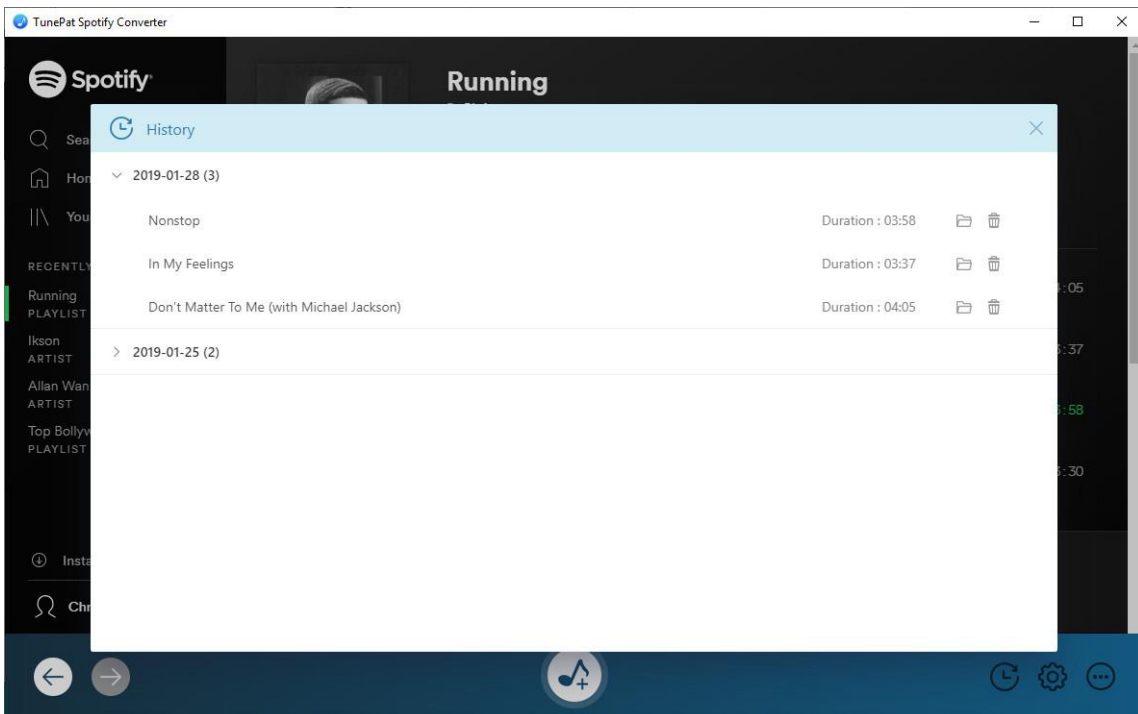 TunePat Spotify Converter
Spotify
Running
Sea
Hon
You
RECENTLY
Running
PLAYLIST
Ikson
ARTIST
Allan Wan
ARTIST
Top Bollyw
PLAYLIST
Insta
Chr
History
2019-01-28 (3)
Nonstop Duration : 03:58
In My Feelings Duration : 03:37
Don't Matter To Me (with Michael Jackson) Duration : 04:05
2019-01-25 (2)
:05
:37
:58
:30